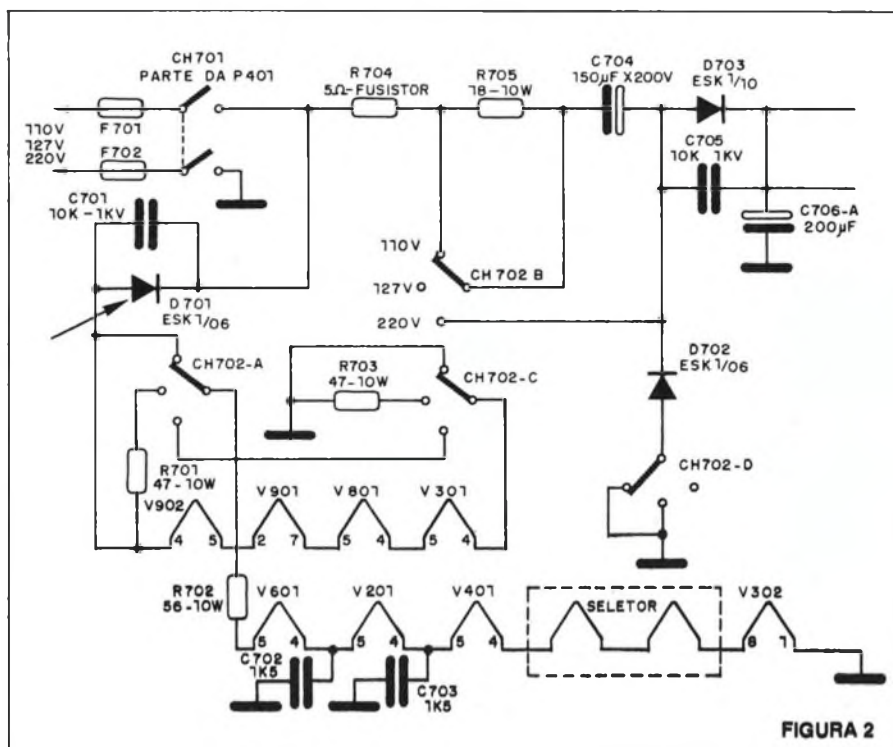 CH701
PARTE DA P401
R704
5Ω-FUSISTOR
R705
18-10W
C704
150µF X200V
D703
ESK 1/10
F701
110V
127V
220V
F702
C705
10K 1KV
C701
10K-1KV
C706-A
200µF
110V
127V
CH702 B
220V
D701
ESK 1/06
D702
ESK 1/06
CH702-A
R703
47-10W
CH702-C
CH702-D
R701
47-10W
V902
V901
V801
V301
4 5 2 7 5 4 5 4
R702
56-10W
V601
V201
V401
SELETOR
V302
5 4 5 4 5 4 8 7
C702
1K5
C703
1K5
FIGURA 2